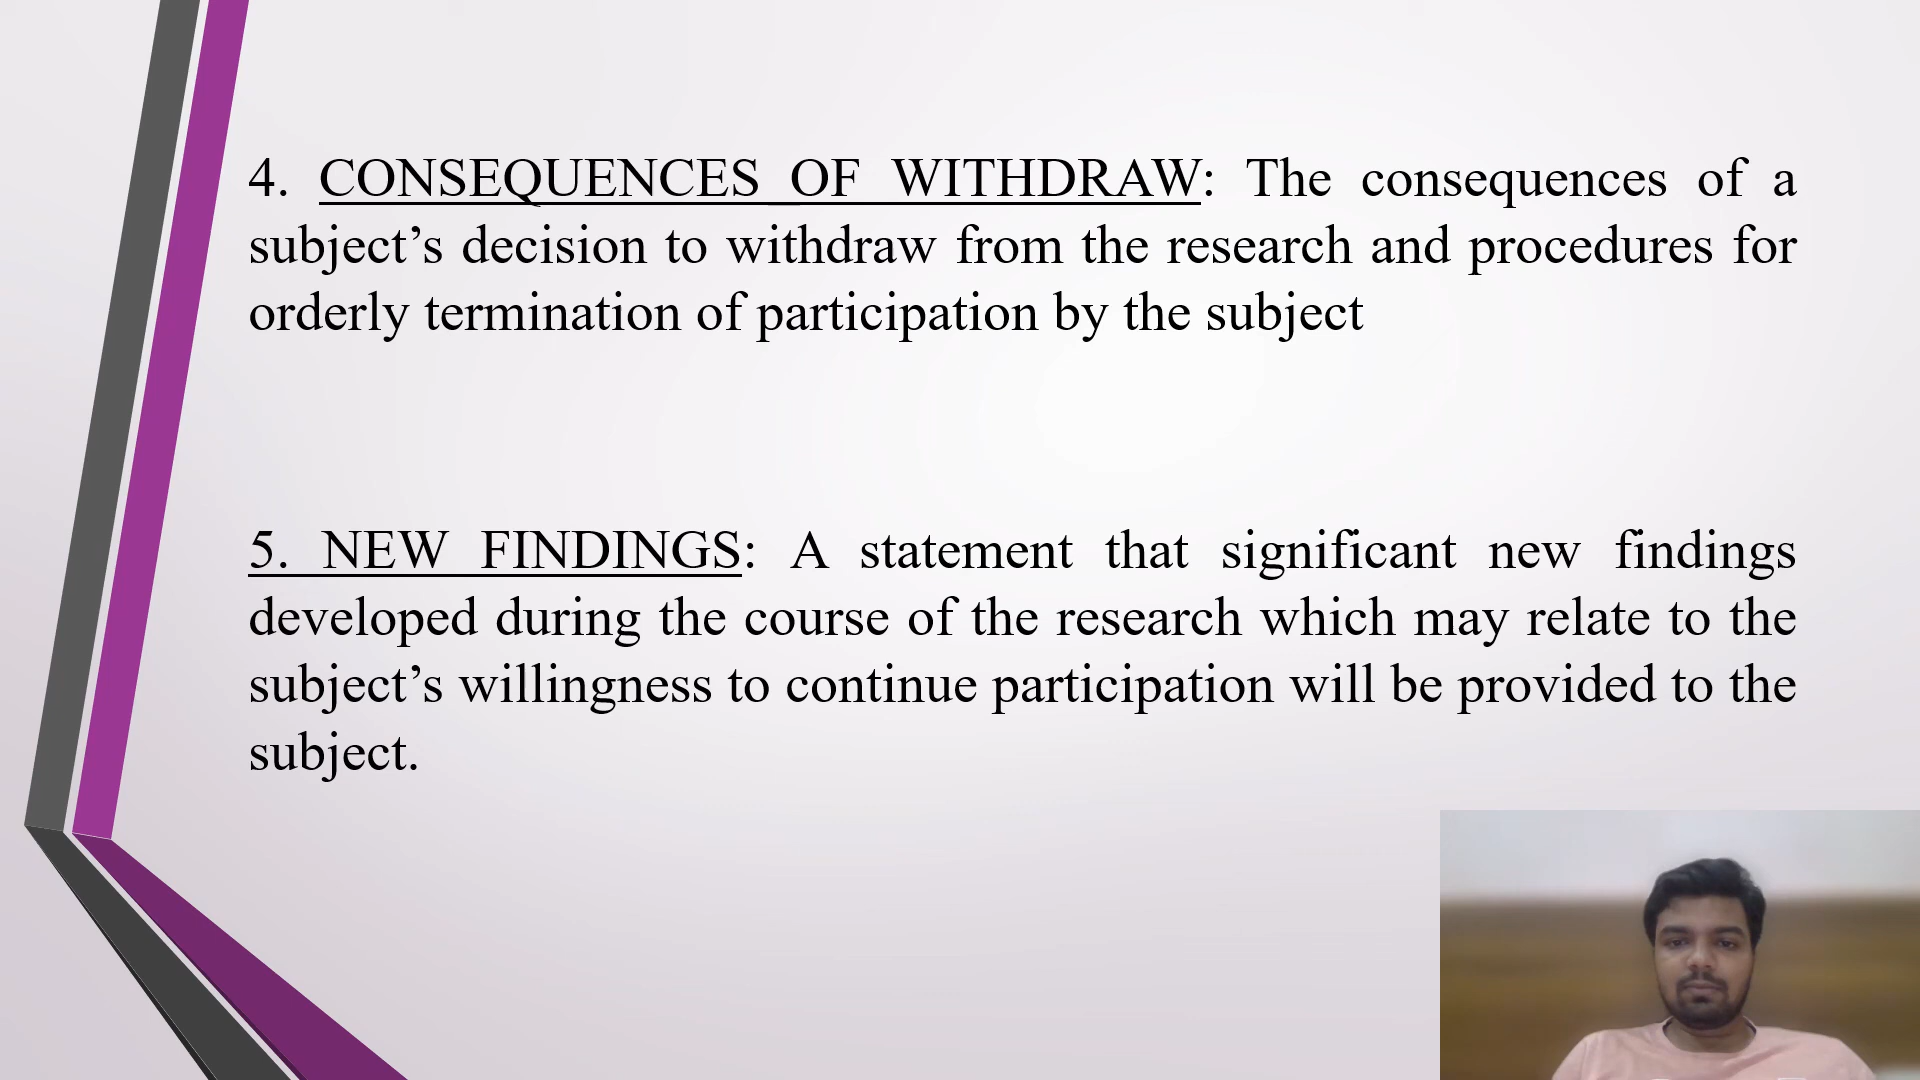 4. CONSEQUENCES OF WITHDRAW: The consequences of a
subject’s decision to withdraw from the research and procedures for
orderly termination of participation by the subject
5. NEW FINDINGS: A statement that significant new findings
developed during the course of the research which may relate to the
subject’s willingness to continue participation will be provided to the
subject.